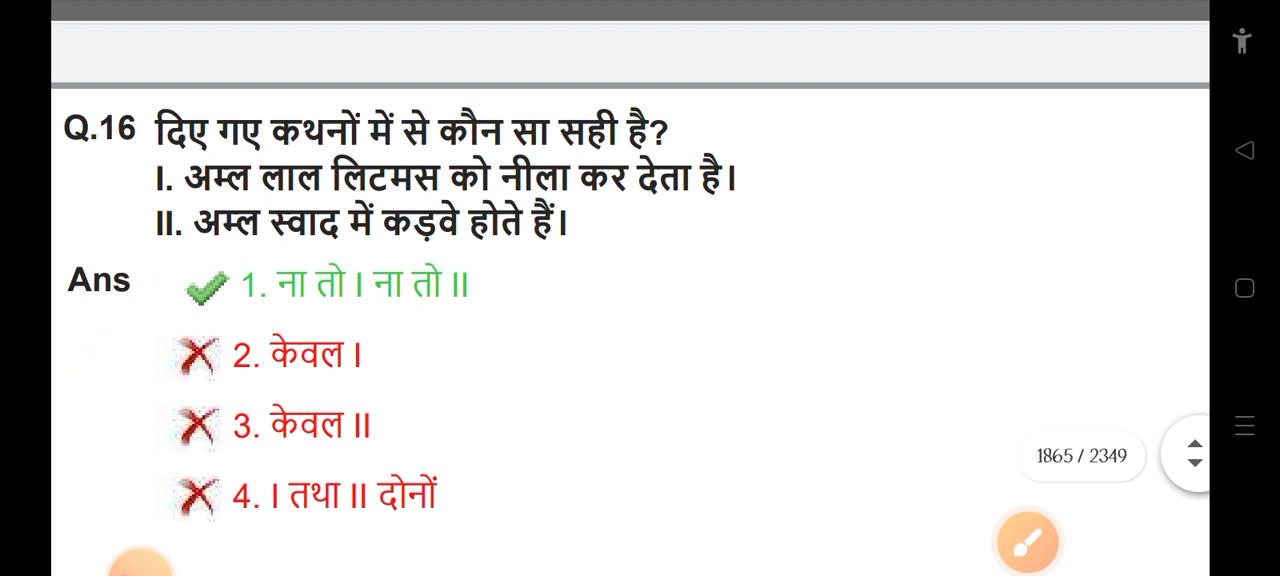 Q.16 दिए गए कथनों में से कौन सा सही है?
I. अम्ल लाल लिटमस को नीला कर देता है।
II. अम्ल स्वाद में कड़वे होते हैं।
Ans 1. ना तो I ना तो II
2. केवल I
3. केवल II
1865 / 2349
4. I तथा II दोनों